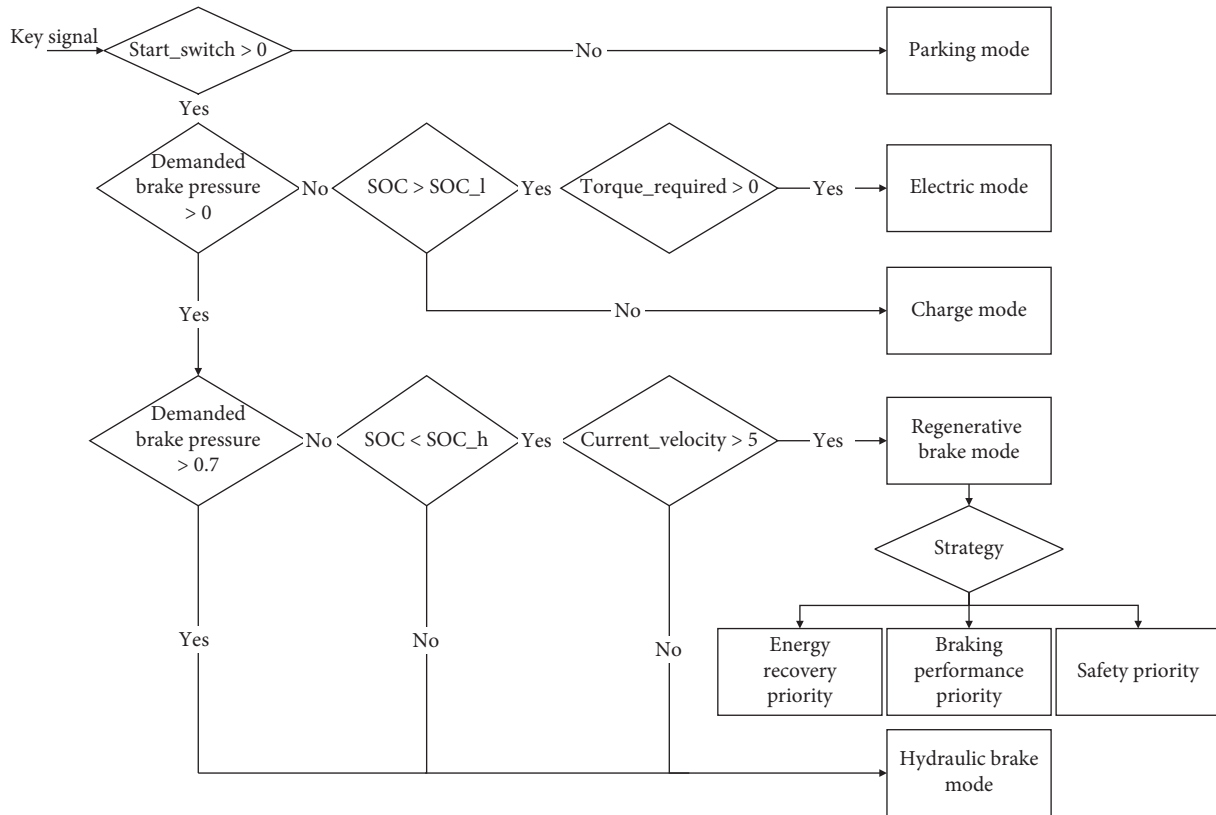 Key signal
Start_switch > 0
No
Parking mode
Yes
Demanded
brake pressure
> 0
No
SOC > SOC_l
Yes
Torque_required > 0
Yes
Electric mode
Yes
No
Charge mode
Demanded
brake pressure
> 0.7
No
SOC < SOC_h
Yes
Current_velocity > 5
Yes
Regenerative
brake mode
Strategy
Yes
No
No
Energy
recovery
priority
Braking
performance
priority
Safety priority
Hydraulic brake
mode